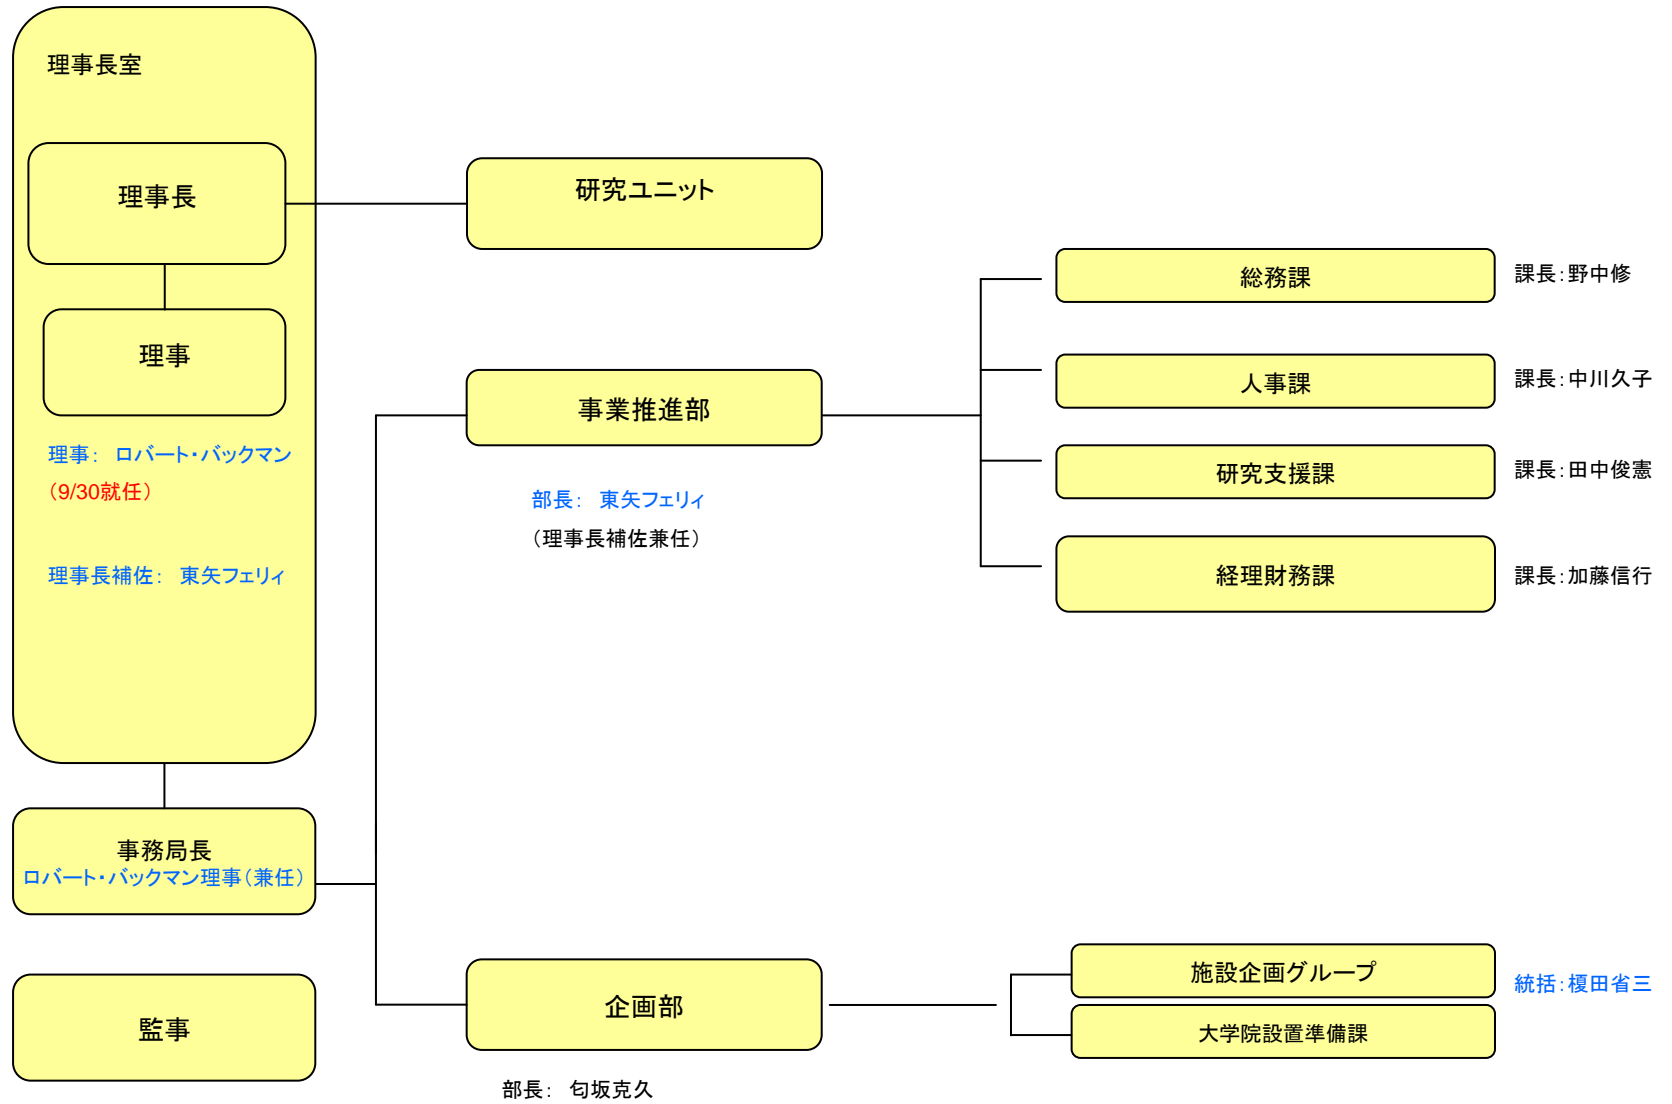 理事長室
理事長
理事
理事： ロバート・バックマン
（9/30就任）
理事長補佐： 東矢フェリィ
事務局長
ロバート・バックマン理事（兼任）
監事
研究ユニット
事業推進部
部長： 東矢フェリィ
（理事長補佐兼任）
企画部
部長： 匂坂克久
総務課
課長：野中修
人事課
課長：中川久子
研究支援課
課長：田中俊憲
経理財務課
課長：加藤信行
施設企画グループ
統括：榎田省三
大学院設置準備課